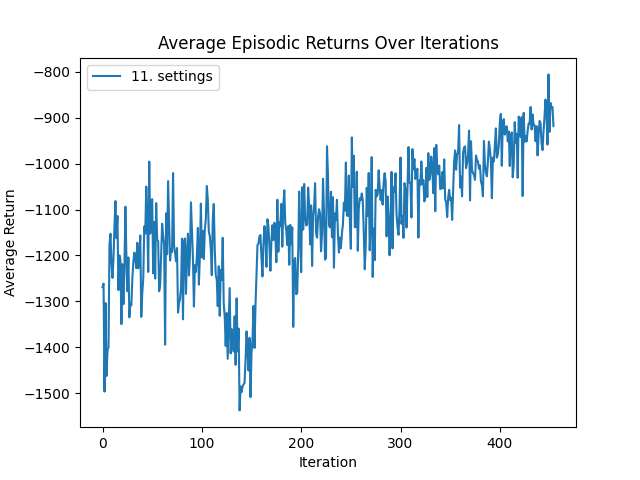 Average Episodic Returns Over Iterations
11. settings
Average Return
−800
−900
−1000
−1100
−1200
−1300
−1400
−1500
0 100 200 300 400
Iteration